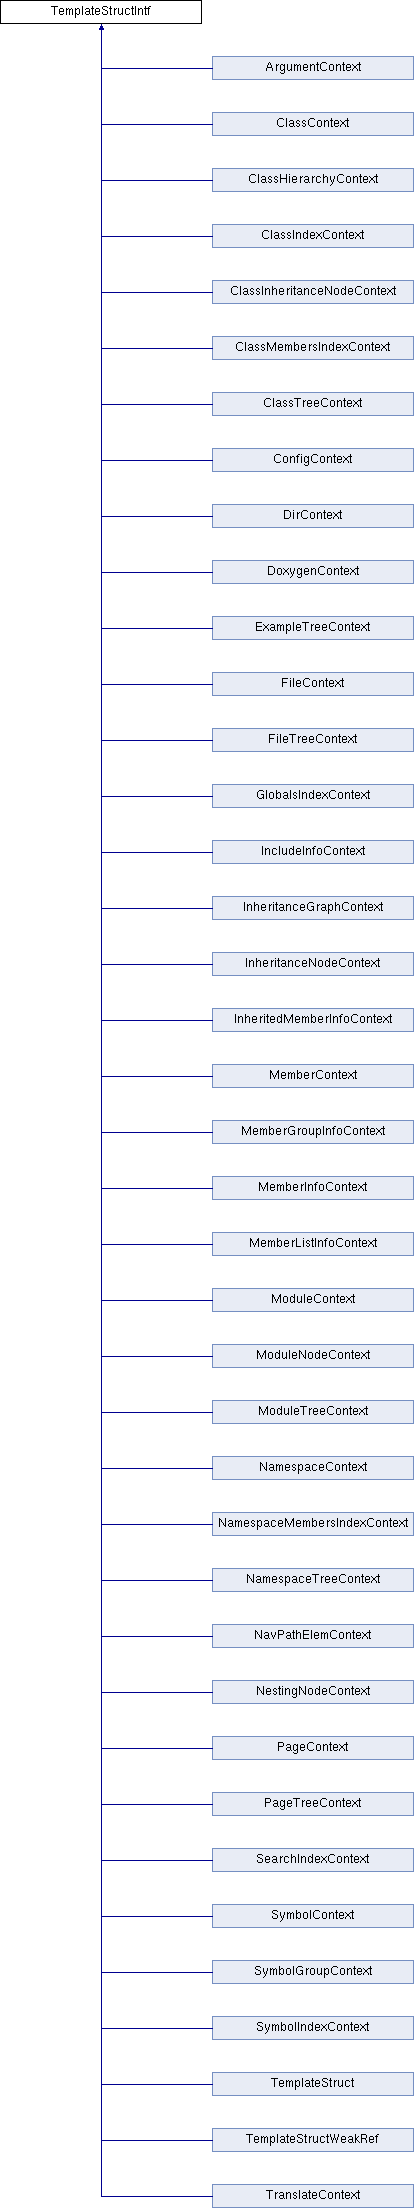 TemplateStructIntf
ArgumentContext
ClassContext
ClassHierarchyContext
ClassIndexContext
ClassInheritanceNodeContext
ClassMembersIndexContext
ClassTreeContext
ConfigContext
DirContext
DoxygenContext
ExampleTreeContext
FileContext
FileTreeContext
GlobalsIndexContext
IncludeInfoContext
InheritanceGraphContext
InheritanceNodeContext
InheritedMemberInfoContext
MemberContext
MemberGroupInfoContext
MemberInfoContext
MemberListInfoContext
ModuleContext
ModuleNodeContext
ModuleTreeContext
NamespaceContext
NamespaceMembersIndexContext
NamespaceTreeContext
NavPathElemContext
NestingNodeContext
PageContext
PageTreeContext
SearchIndexContext
SymbolContext
SymbolGroupContext
SymbolIndexContext
TemplateStruct
TemplateStructWeakRef
TranslateContext